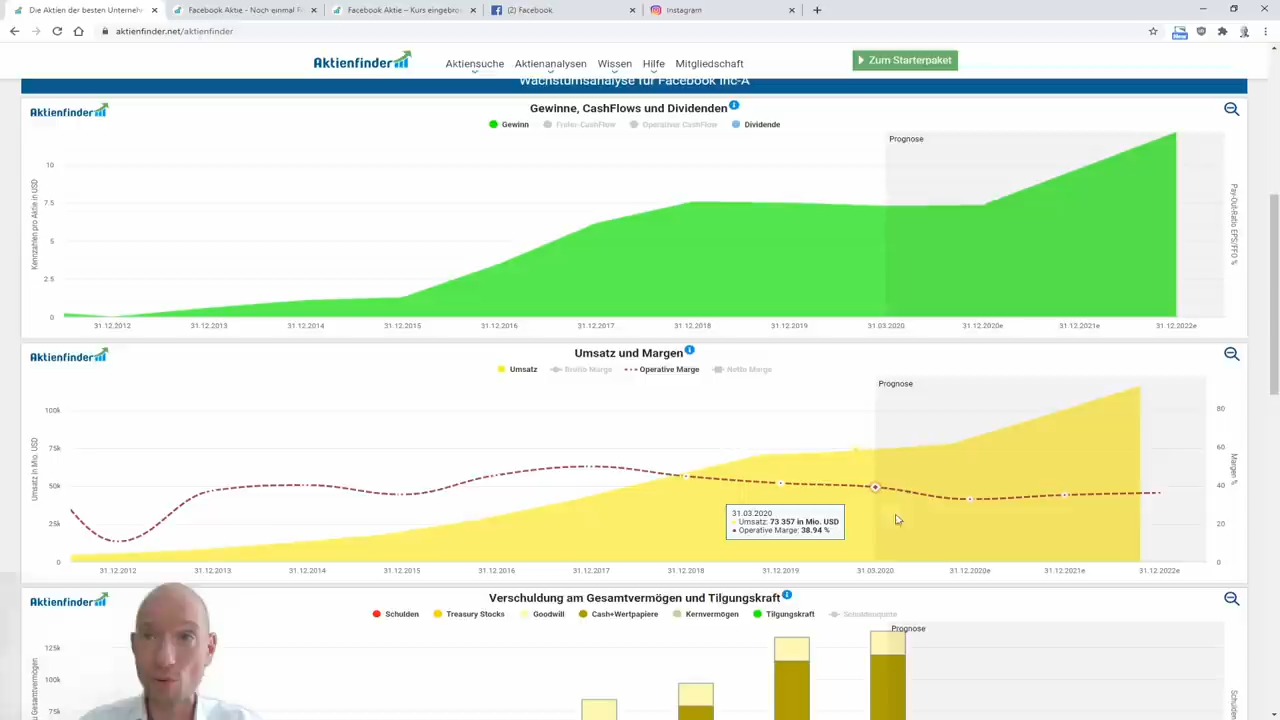 Die Aktien der besten Unterneh
Facebook Aktie - Noch einmal F
Facebook Aktie – Kurs eingebro
(2) Facebook
Instagram
aktienfinder.net/aktienfinder
New
Aktienfinder
Aktiensuche
Aktienanalysen
Wissen
Hilfe
Mitgliedschaft
Zum Starterpaket
Wachstumsanalyse für Facebook Inc-A
Aktienfinder
Gewinne, CashFlows und Dividenden
Gewinn
Freier-CashFlow
Operativer CashFlow
Dividende
Prognose
Kennzahlen pro Aktie in USD
10
7.5
5
2.5
0
Pay-Out-Ratio EPS/FFO %
31.12.2012
31.12.2013
31.12.2014
31.12.2015
31.12.2016
31.12.2017
31.12.2018
31.12.2019
31.03.2020
31.12.2020e
31.12.2021e
31.12.2022e
Aktienfinder
Umsatz und Margen
Umsatz
Brutto Marge
Operative Marge
Netto Marge
Prognose
Umsatz in Mio. USD
100k
75k
50k
25k
0
80
60
40
20
0
Margen %
31.03.2020
Umsatz: 73 357 in Mio. USD
Operative Marge: 38.94 %
31.12.2012
31.12.2013
31.12.2014
31.12.2015
31.12.2016
31.12.2017
31.12.2018
31.12.2019
31.03.2020
31.12.2020e
31.12.2021e
31.12.2022e
Aktienfinder
Verschuldung am Gesamtvermögen und Tilgungskraft
Schulden
Treasury Stocks
Goodwill
Cash+Wertpapiere
Kernvermögen
Tilgungskraft
Schuldenquote
Prognose
125k
100k
75k
Gesamtvermögen